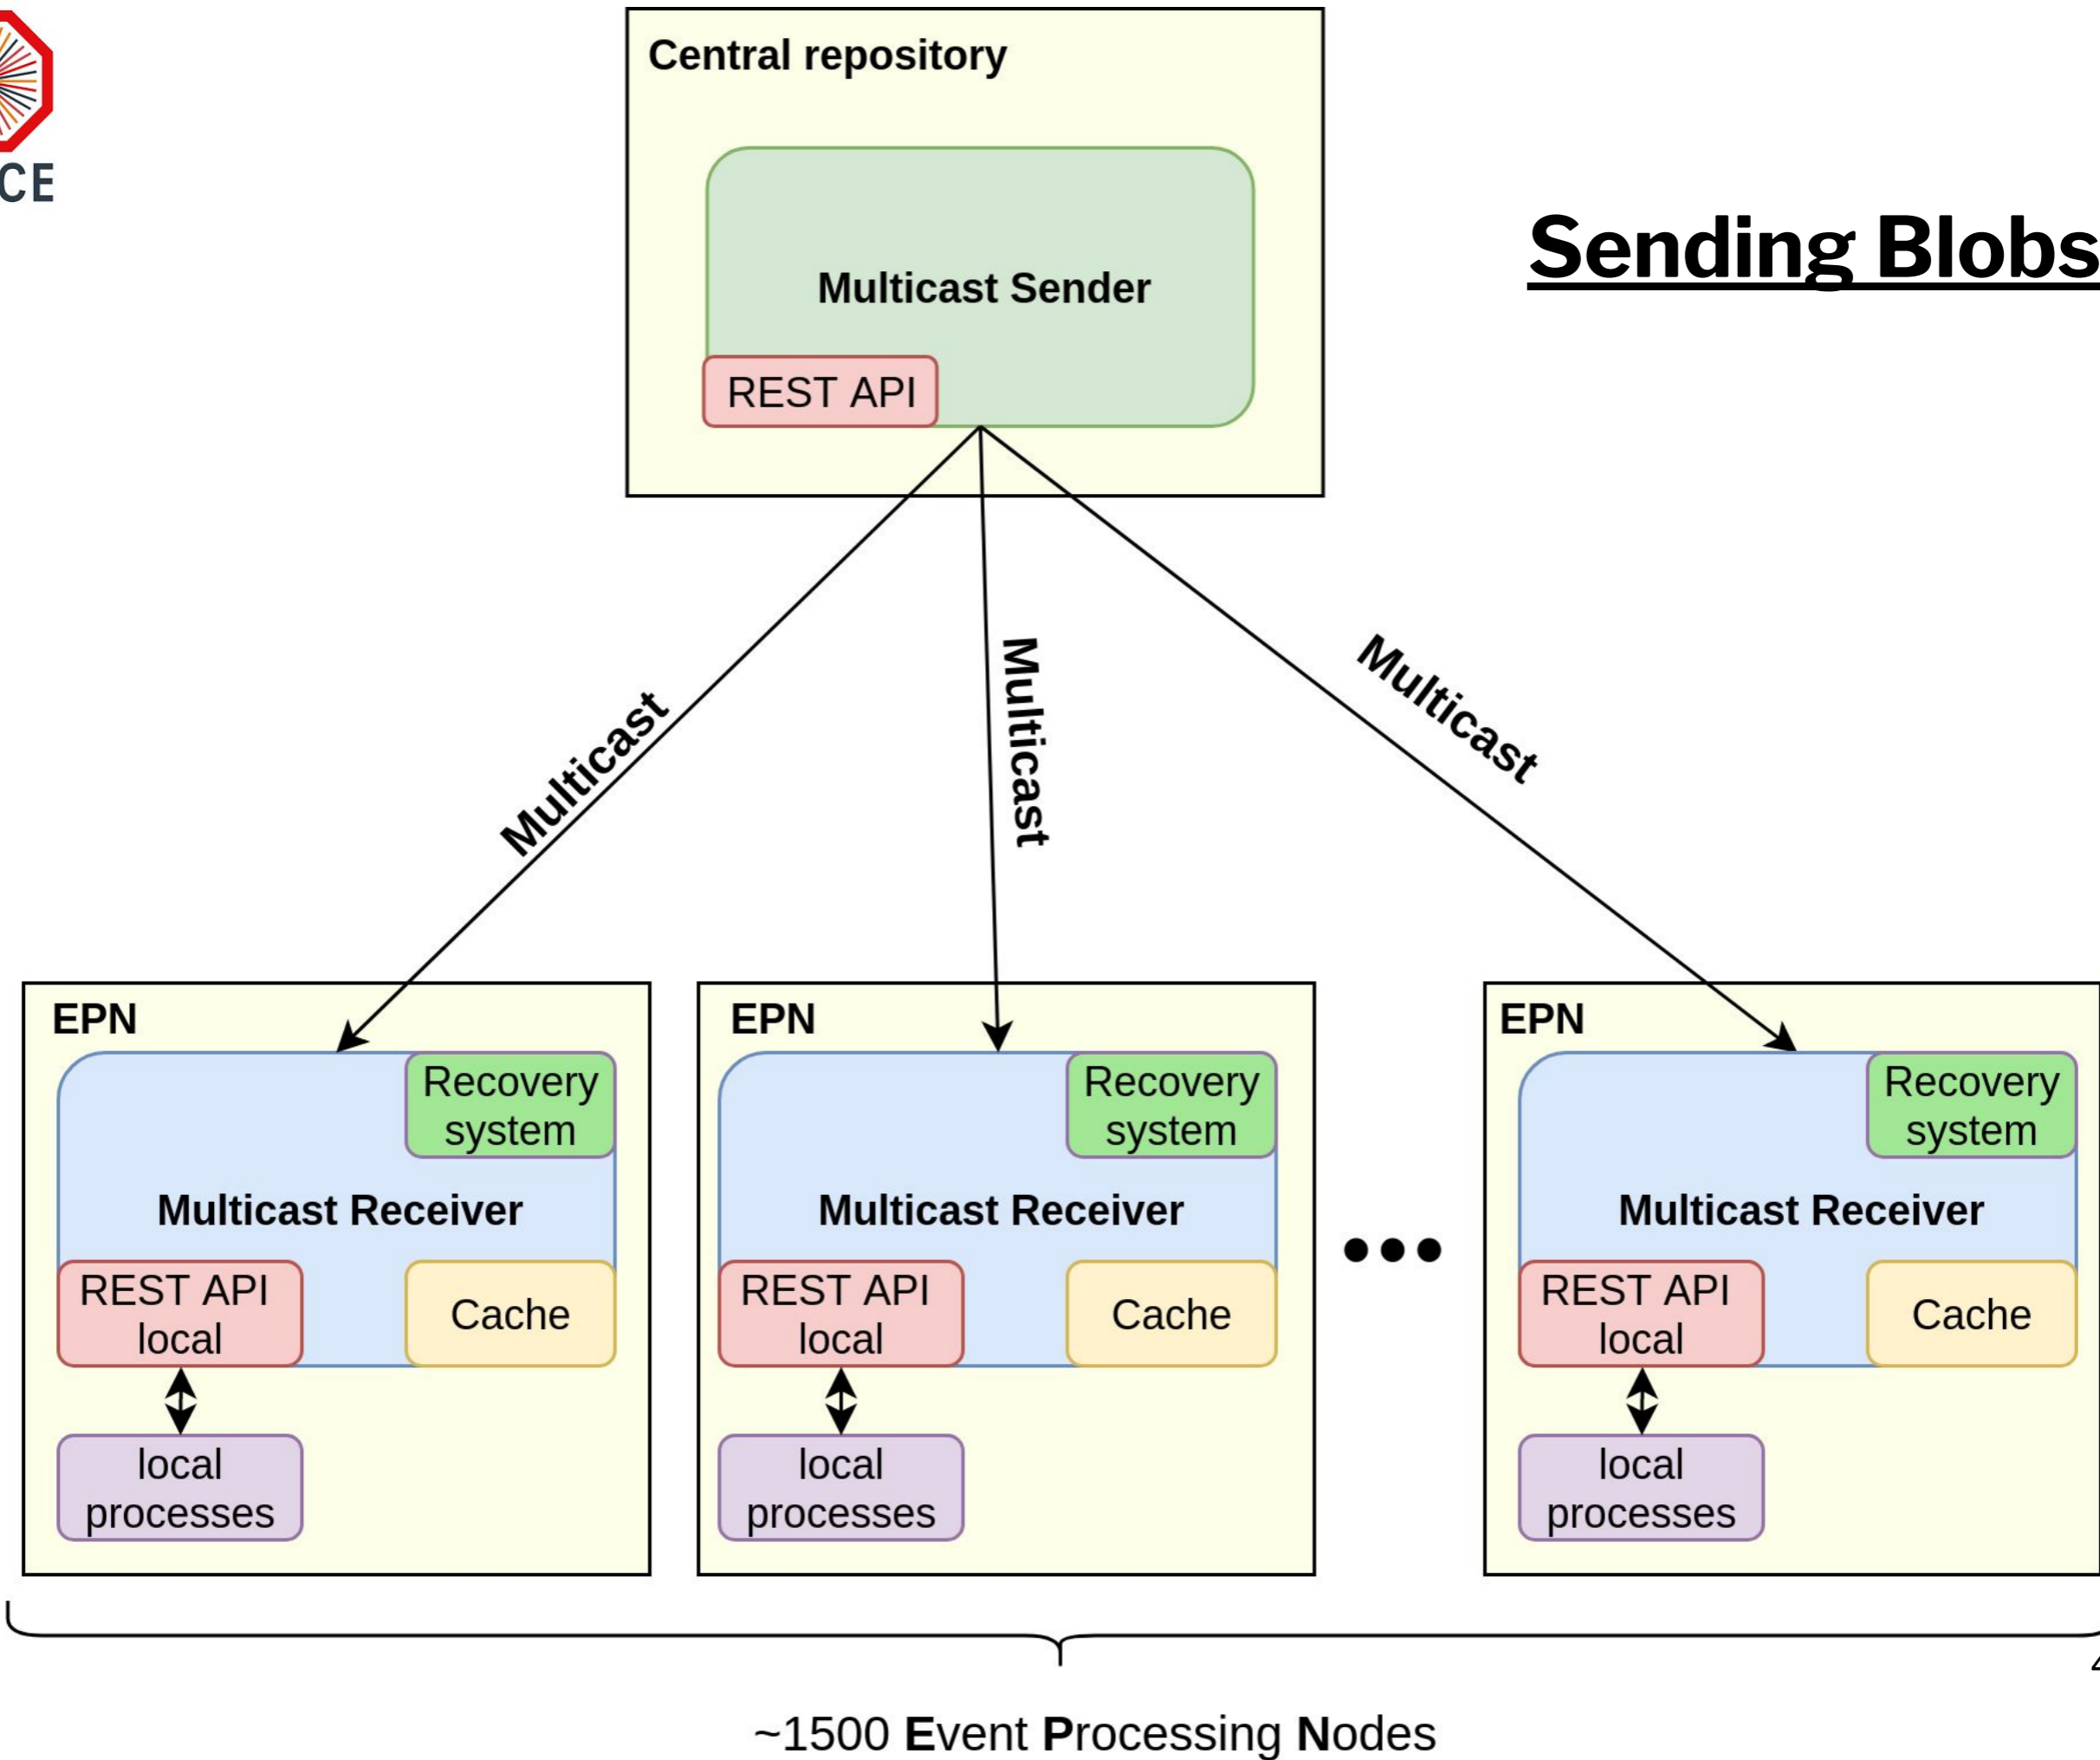 CE
Central repository
Sending Blobs
Multicast Sender
REST API
Multicast
Multicast
Multicast
EPN
Recovery
system
Multicast Receiver
REST API
local
Cache
local
processes
EPN
Recovery
system
Multicast Receiver
REST API
local
Cache
local
processes
EPN
Recovery
system
Multicast Receiver
REST API
local
Cache
local
processes
~1500 Event Processing Nodes